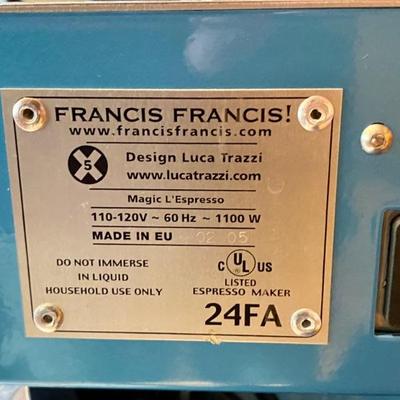 FRANCIS FRANCIS!
www.francisfrancis.com
X5
Design Luca Trazzi
www.lucatrazzi.com
Magic L'Espresso
110-120V ~ 60 Hz ~ 1100 W
MADE IN EU 02 05
DO NOT IMMERSE
IN LIQUID
HOUSEHOLD USE ONLY
C UL US
LISTED
ESPRESSO MAKER
24FA